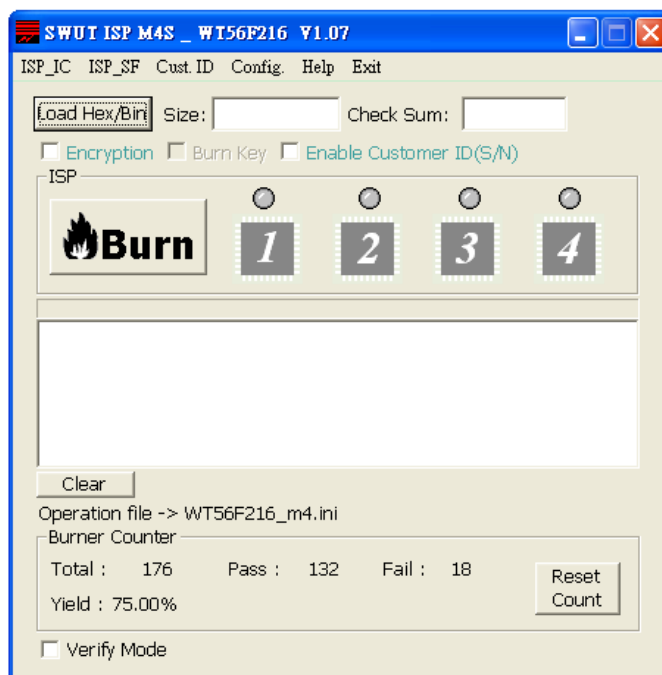 SWUT ISP M4S _ WT56F216 V1.07
ISP_IC ISP_SF Cust. ID Config. Help Exit
Load Hex/Bin Size: Check Sum:
Encryption Burn Key Enable Customer ID(S/N)
ISP
Burn 1 2 3 4
Clear
Operation file -> WT56F216_m4.ini
Burner Counter
Total : 176 Pass : 132 Fail : 18
Reset
Count
Yield : 75.00%
Verify Mode